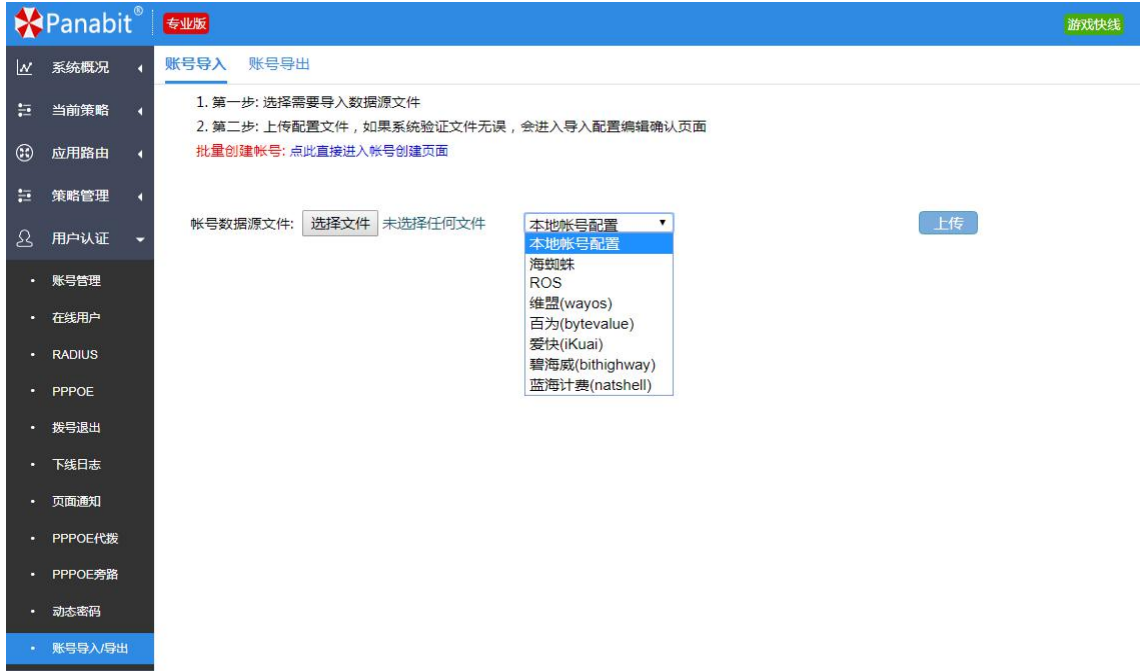 Panabit® 专业版 游戏快线
系统概况
当前策略
应用路由
策略管理
用户认证
账号管理
在线用户
RADIUS
PPPOE
拨号退出
下线日志
页面通知
PPPOE代拨
PPPOE旁路
动态密码
账号导入/导出
账号导入 账号导出
1. 第一步: 选择需要导入数据源文件
2. 第二步: 上传配置文件，如果系统验证文件无误，会进入导入配置编辑确认页面
批量创建帐号: 点此直接进入帐号创建页面
帐号数据源文件: 选择文件 未选择任何文件 本地帐号配置 上传
本地帐号配置
海蜘蛛
ROS
维盟(wayos)
百为(bytevalue)
爱快(iKuai)
碧海威(bithighway)
蓝海计费(natshell)